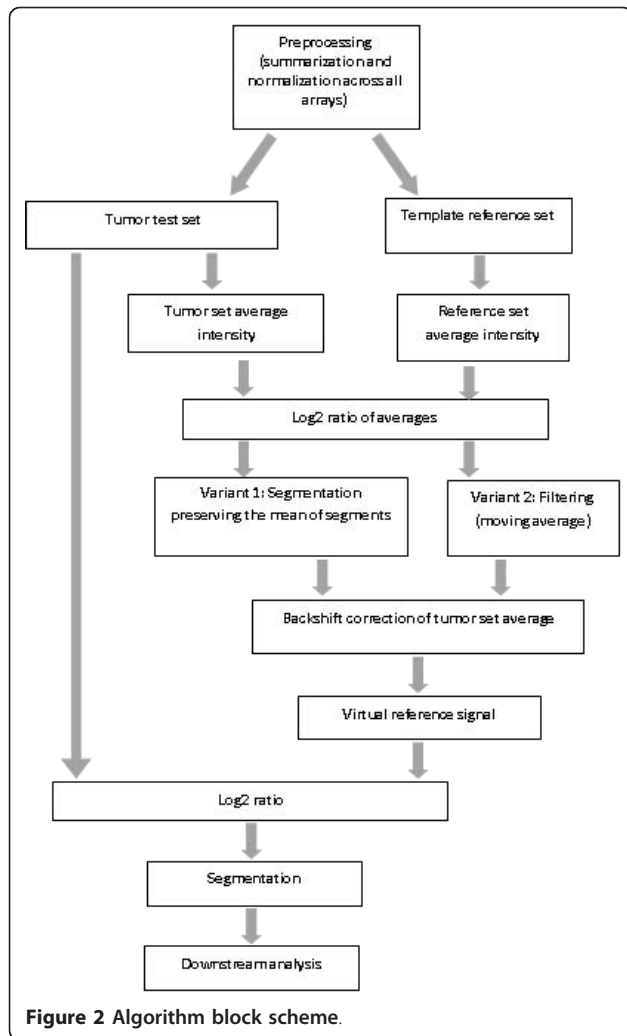 Preprocessing
(summarization and
normalization across all
arrays)
Tumor test set
Template reference set
Tumor set average
intensity
Reference set
average intensity
Log2 ratio of averages
Variant 1: Segmentation
preserving the mean of segments
Variant 2: Filtering
(moving average)
Backshift correction of tumor set average
Virtual reference signal
Log2 ratio
Segmentation
Downstream analysis
Figure 2 Algorithm block scheme.